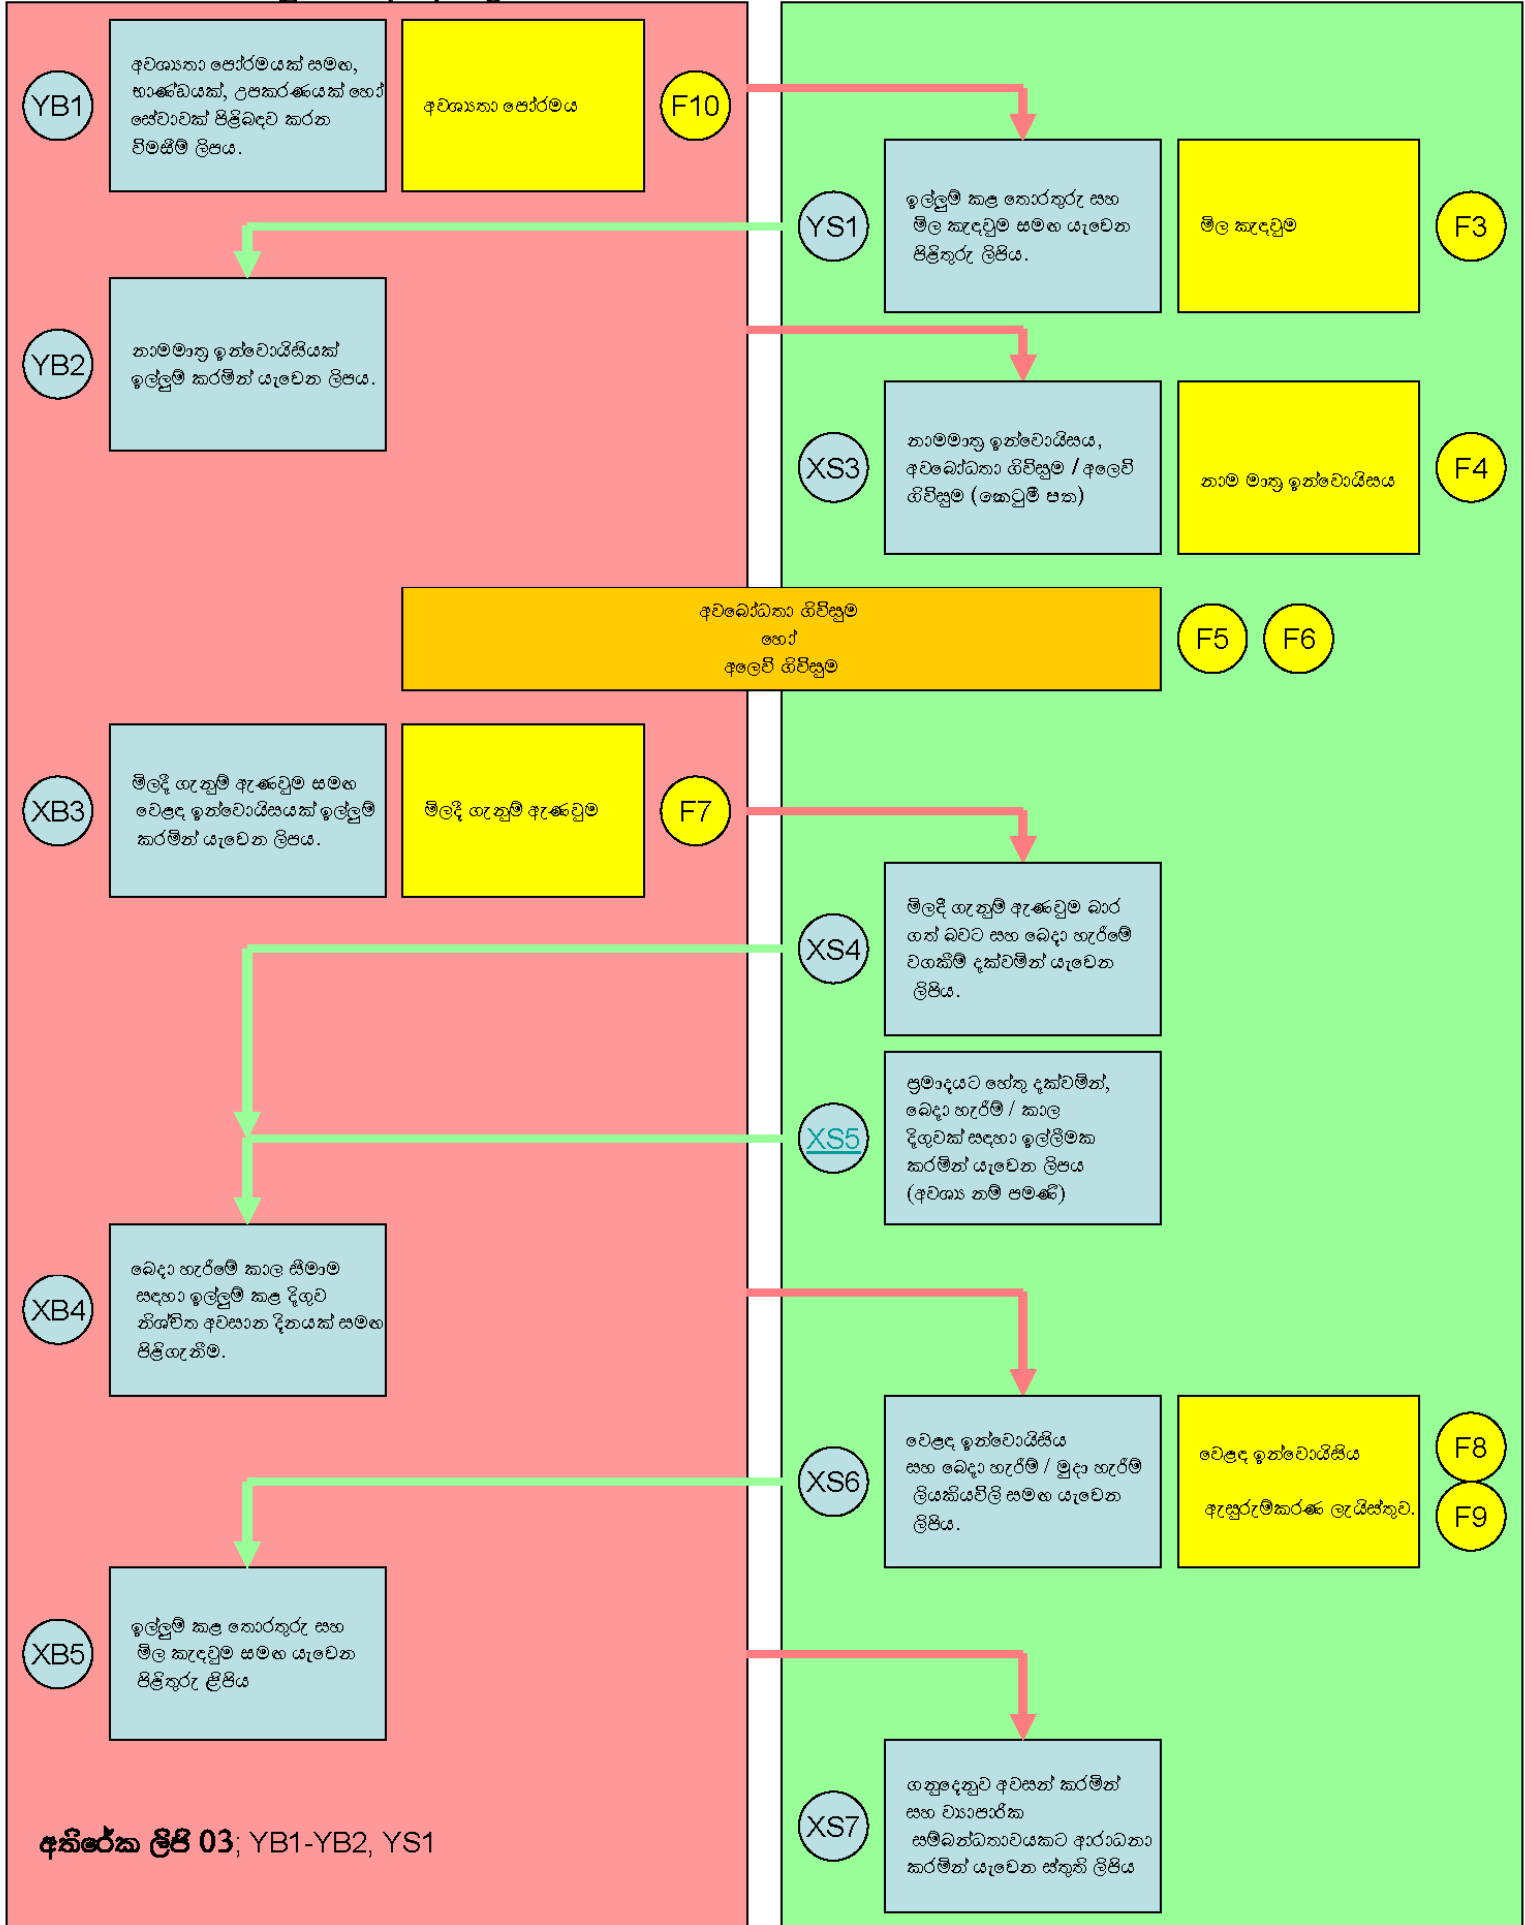 YB1
අවශ්‍යතා පෝරමයක් සමඟ,
භාණ්ඩයක්, උපකරණයක් හෝ
සේවාවක් පිළිබඳව කරන
විමසීම් ලිපය.
අවශ්‍යතා පෝරමය
F10
YS1
ඉල්ලුම් කළ තොරතුරු සහ
මිල කැඳවුම සමඟ යැවෙන
පිළිතුරු ලිපිය.
මිල කැඳවුම
F3
YB2
නාමමාත්‍ර ඉන්වොයිසියක්
ඉල්ලුම් කරමින් යැවෙන ලිපය.
XS3
නාමමාත්‍ර ඉන්වොයිසය,
අවබෝධතා ගිවිසුම / අලෙවි
ගිවිසුම (කෙටුම් පත)
නාම මාත්‍ර ඉන්වොයිසය
F4
අවබෝධතා ගිවිසුම
හෝ
අලෙවි ගිවිසුම
F5 F6
XB3
මිලදී ගැනුම් ඇණවුම සමඟ
වෙළඳ ඉන්වොයිසයක් ඉල්ලුම්
කරමින් යැවෙන ලිපය.
මිලදී ගැනුම් ඇණවුම
F7
XS4
මිලදී ගැනුම් ඇණවුම බාර
ගත් බවට සහ බෙදා හැරීමේ
වගකීම් දක්වමින් යැවෙන
ලිපිය.
XS5
ප්‍රමාදයට හේතු දක්වමින්,
බෙදා හැරීම් / කාල
දිගුවක් සඳහා ඉල්ලීමක
කරමින් යැවෙන ලිපය
(අවශ්‍ය නම් පමණි)
XB4
බෙදා හැරීමේ කාල සීමාම
සඳහා ඉල්ලුම් කළ දිගුව
නිශ්චිත අවසාන දිනයක් සමඟ
පිළිගැනීම.
XS6
වෙළඳ ඉන්වොයිසිය
සහ බෙදා හැරීම් / මුදා හැරීම්
ලියකියවිලි සමඟ යැවෙන
ලිපිය.
වෙළඳ ඉන්වොයිසිය
ඇසුරුම්කරණ ලැයිස්තුව.
F8
F9
XB5
ඉල්ලුම් කළ තොරතුරු සහ
මිල කැඳවුම සමඟ යැවෙන
පිළිතුරු ළිපිය
XS7
ගනුදෙනුව අවසන් කරමින්
සහ ව්‍යාපාරික
සම්බන්ධතාවයකට ආරාධනා
කරමින් යැවෙන ස්තුති ලිපිය
අතිරේක ලිපි 03; YB1-YB2, YS1